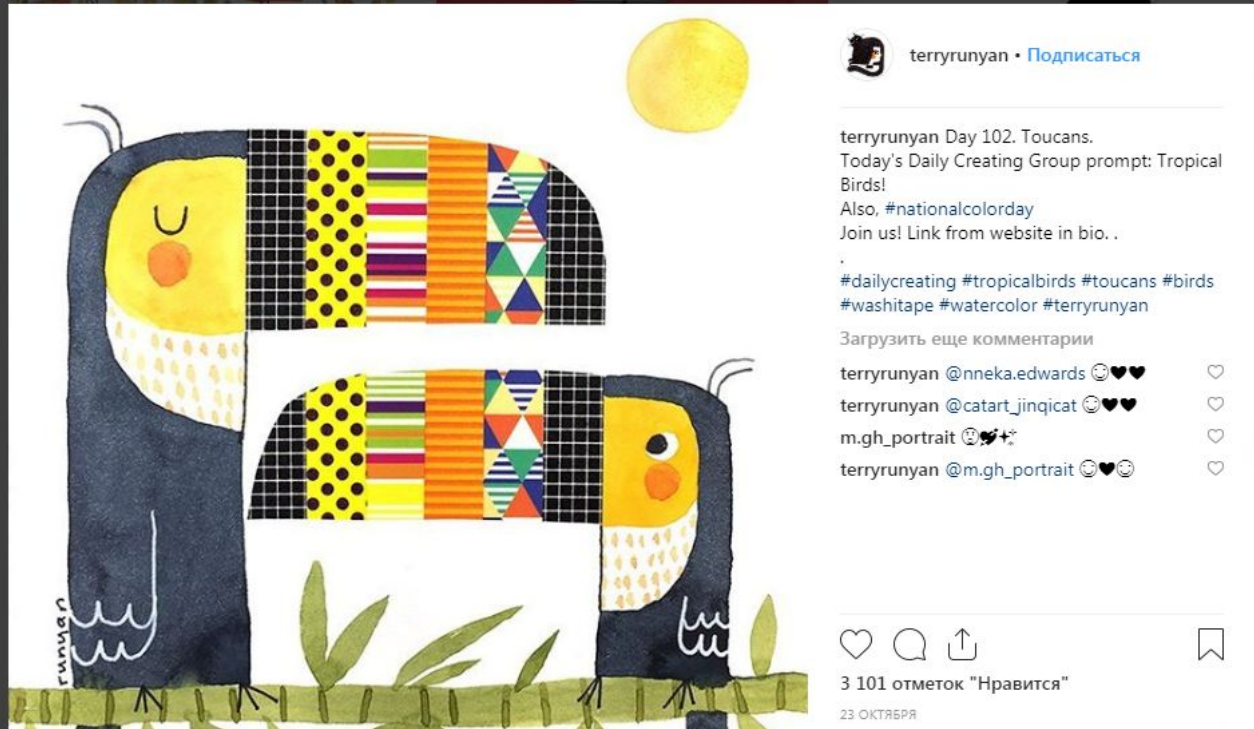 terryrunyan • Подписаться
terryrunyan Day 102. Toucans.
Today's Daily Creating Group prompt: Tropical
Birds!
Also, #nationalcolorday
Join us! Link from website in bio. .
.
#dailycreating #tropicalbirds #toucans #birds
#washitape #watercolor #terryrunyan
Загрузить еще комментарии
terryrunyan @nneka.edwards ☺♥♥
terryrunyan @catart_jinqicat ☺♥♥
m.gh_portrait
terryrunyan @m.gh_portrait ☺♥☺
3 101 отметок "Нравится"
23 ОКТЯБРЯ
runyan